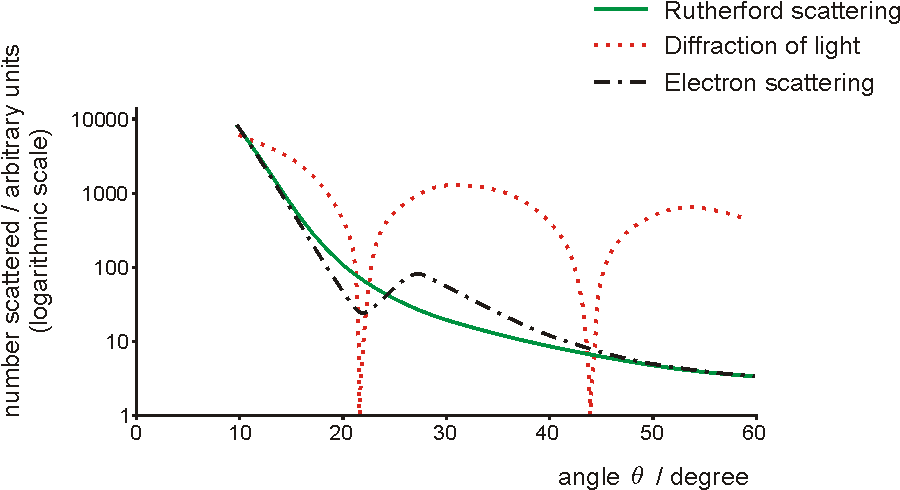 Rutherford scattering
Diffraction of light
Electron scattering
number scattered / arbitrary units
(logarithmic scale)
10000
1000
100
10
1
0 10 20 30 40 50 60
angle θ / degree